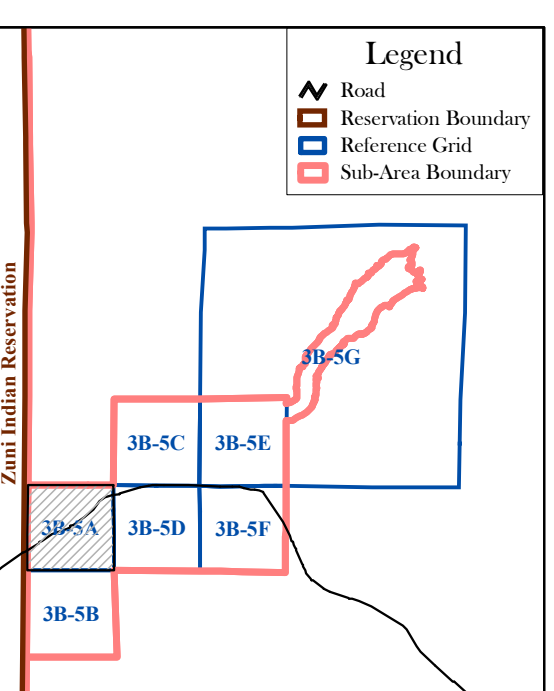 Legend
Road
Reservation Boundary
Reference Grid
Sub-Area Boundary
Zuni Indian Reservation
3B-5G
3B-5C
3B-5E
3B-5A
3B-5D
3B-5F
3B-5B